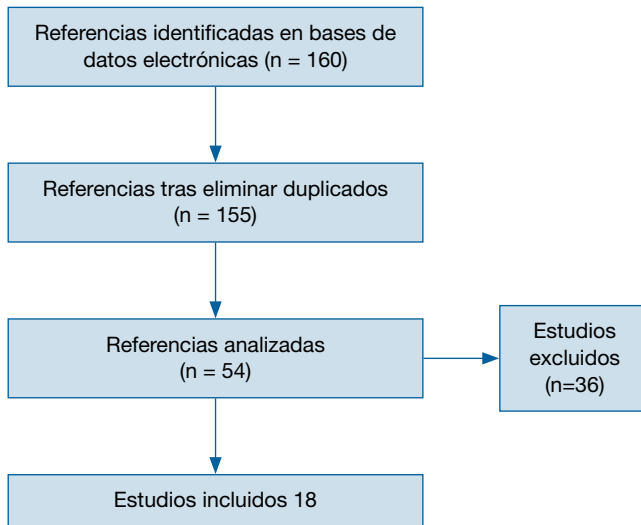 Referencias identificadas en bases de
datos electrónicas (n = 160)
Referencias tras eliminar duplicados
(n = 155)
Referencias analizadas
(n = 54)
Estudios
excluidos
(n=36)
Estudios incluidos 18